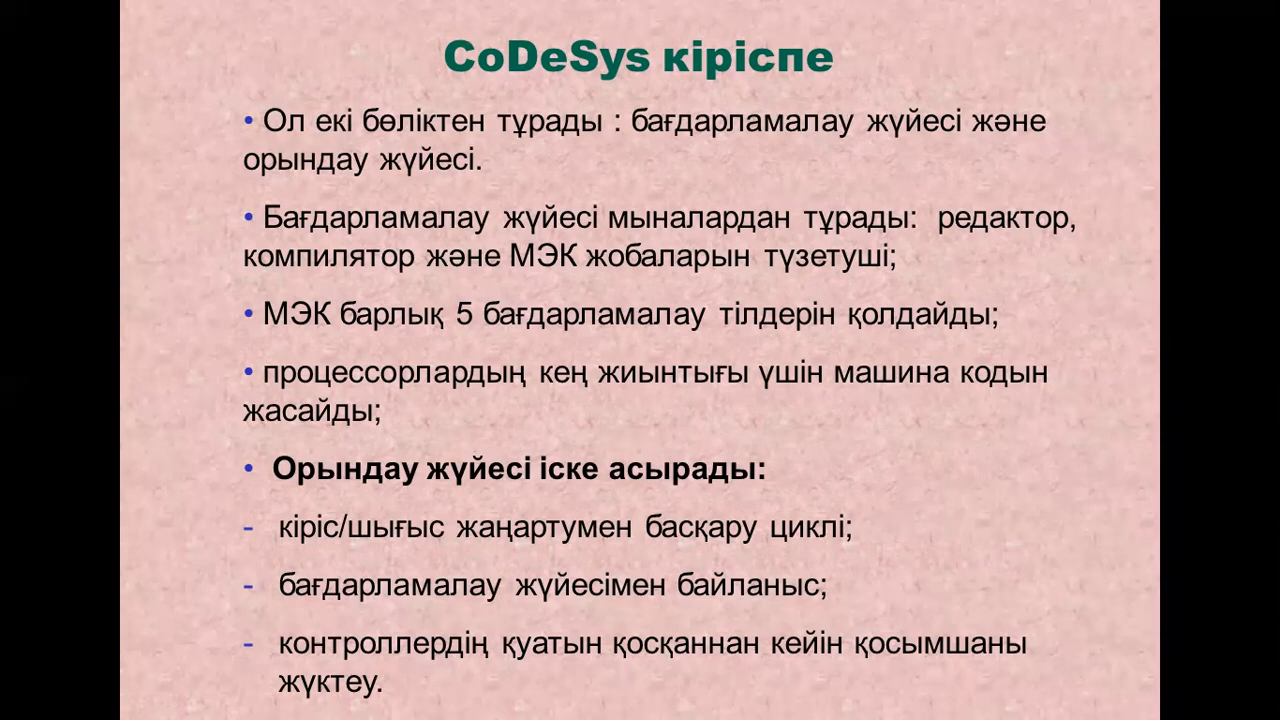 CoDeSys кіріспе
• Ол екі бөліктен тұрады : бағдарламалау жүйесі және
орындау жүйесі.
• Бағдарламалау жүйесі мыналардан тұрады: редактор,
компилятор және МЭК жобаларын түзетуші;
• МЭК барлық 5 бағдарламалау тілдерін қолдайды;
• процессорлардың кең жиынтығы үшін машина кодын
жасайды;
• Орындау жүйесі іске асырады:
- кіріс/шығыс жаңартумен басқару циклі;
- бағдарламалау жүйесімен байланыс;
- контроллердің қуатын қосқаннан кейін қосымшаны
жүктеу.